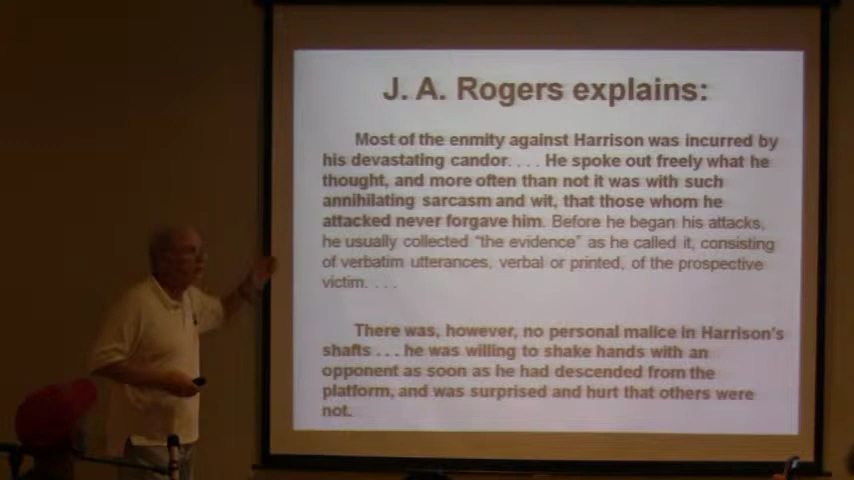 J. A. Rogers explains:
Most of the enmity against Harrison was incurred by
his devastating candor. . . . He spoke out freely what he
thought, and more often than not it was with such
annihilating sarcasm and wit, that those whom he
attacked never forgave him. Before he began his attacks,
he usually collected “the evidence” as he called it, consisting
of verbatim utterances, verbal or printed, of the prospective
victim. . . .
There was, however, no personal malice in Harrison's
shafts . . . he was willing to shake hands with an
opponent as soon as he had descended from the
platform, and was surprised and hurt that others were
not.